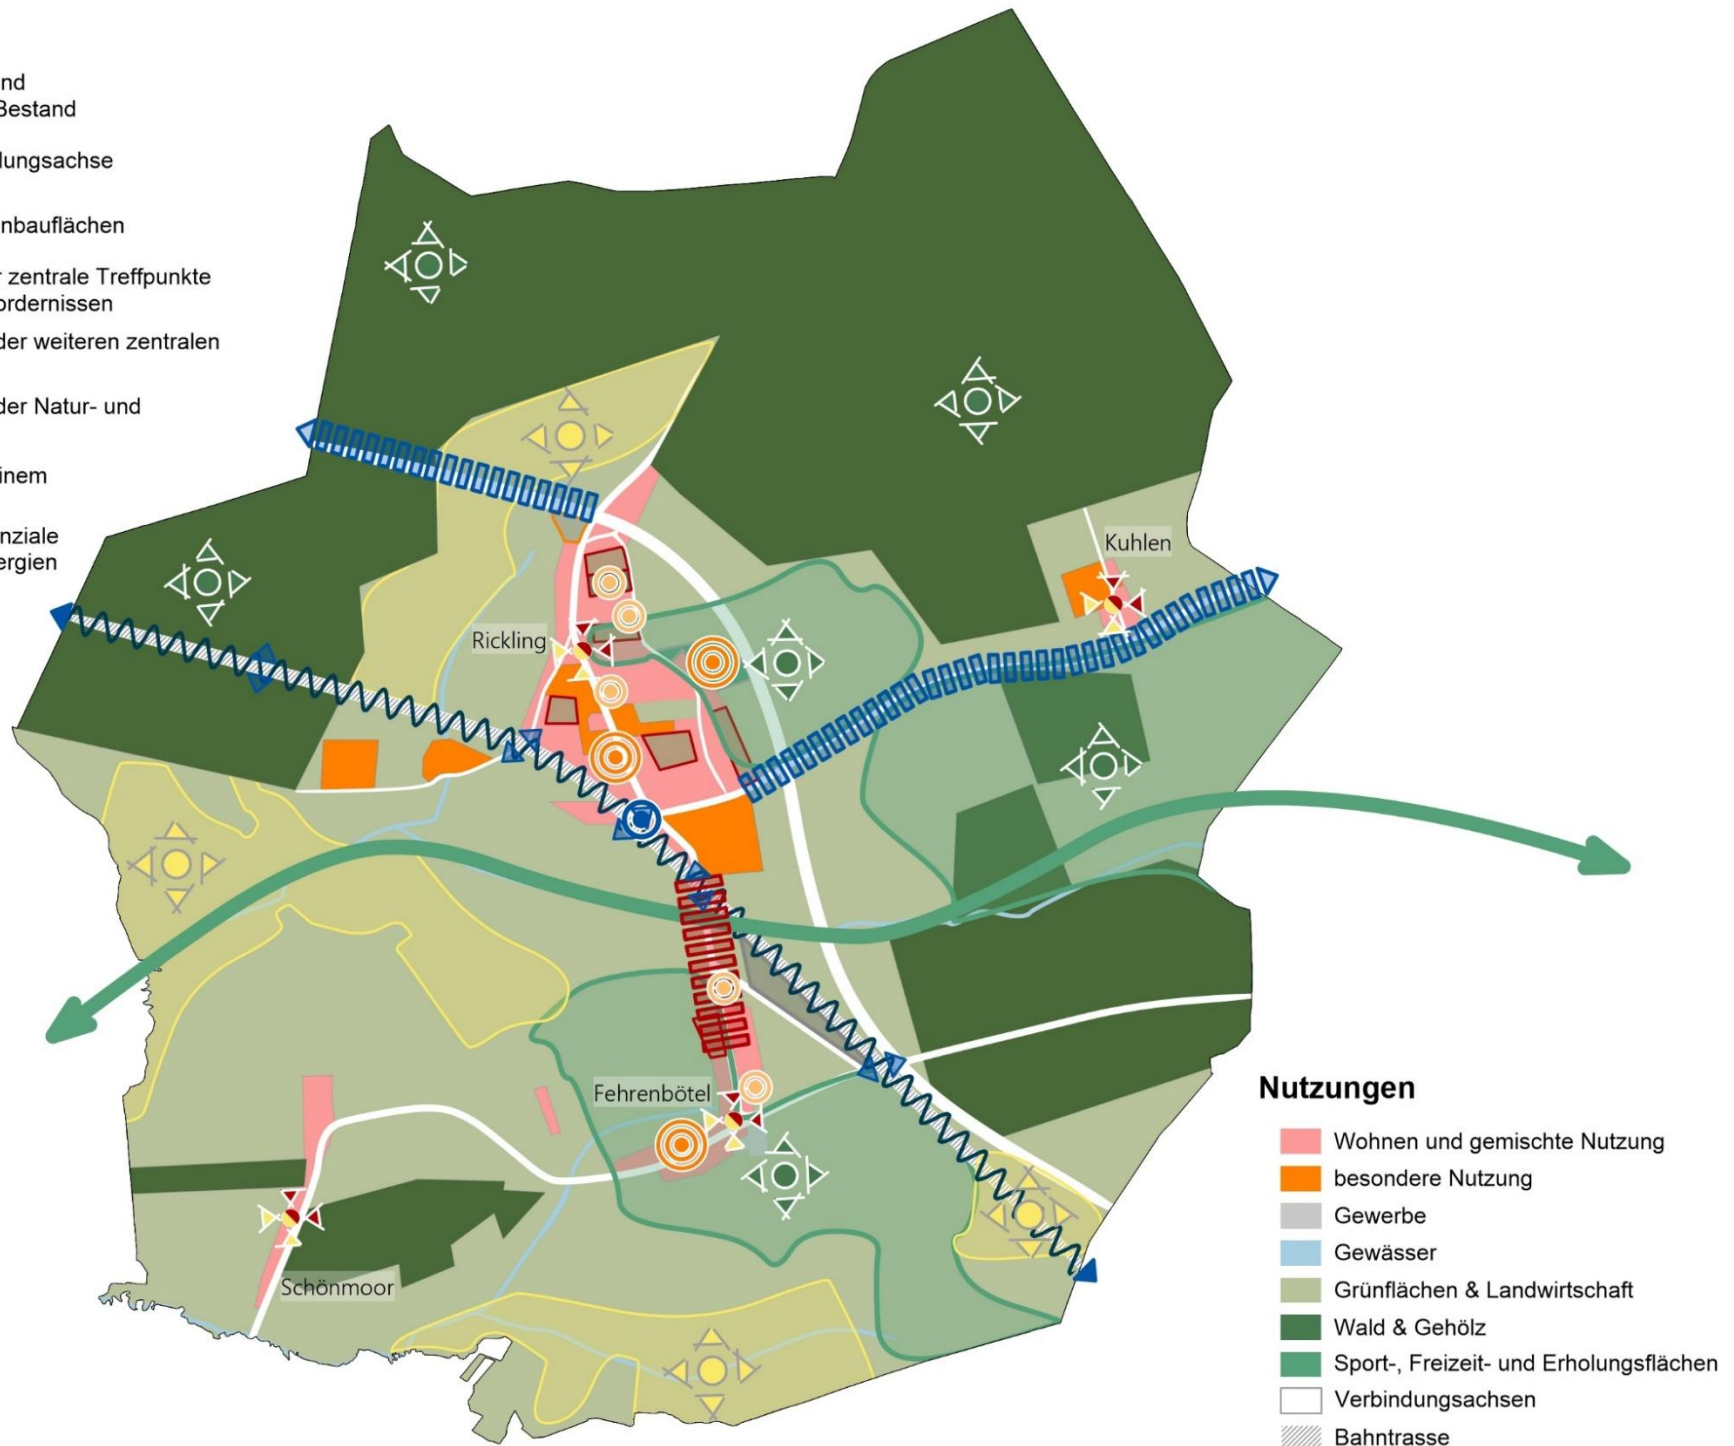 nd
Bestand
lungsachse
nbauflächen
r zentrale Treffpunkte
ordernissen
der weiteren zentralen
der Natur- und
inem
nziale
ergien
Kuhlen
Rickling
Fehrenbötel
Schönmoor
Nutzungen
Wohnen und gemischte Nutzung
besondere Nutzung
Gewerbe
Gewässer
Grünflächen & Landwirtschaft
Wald & Gehölz
Sport-, Freizeit- und Erholungsflächen
Verbindungsachsen
Bahntrasse